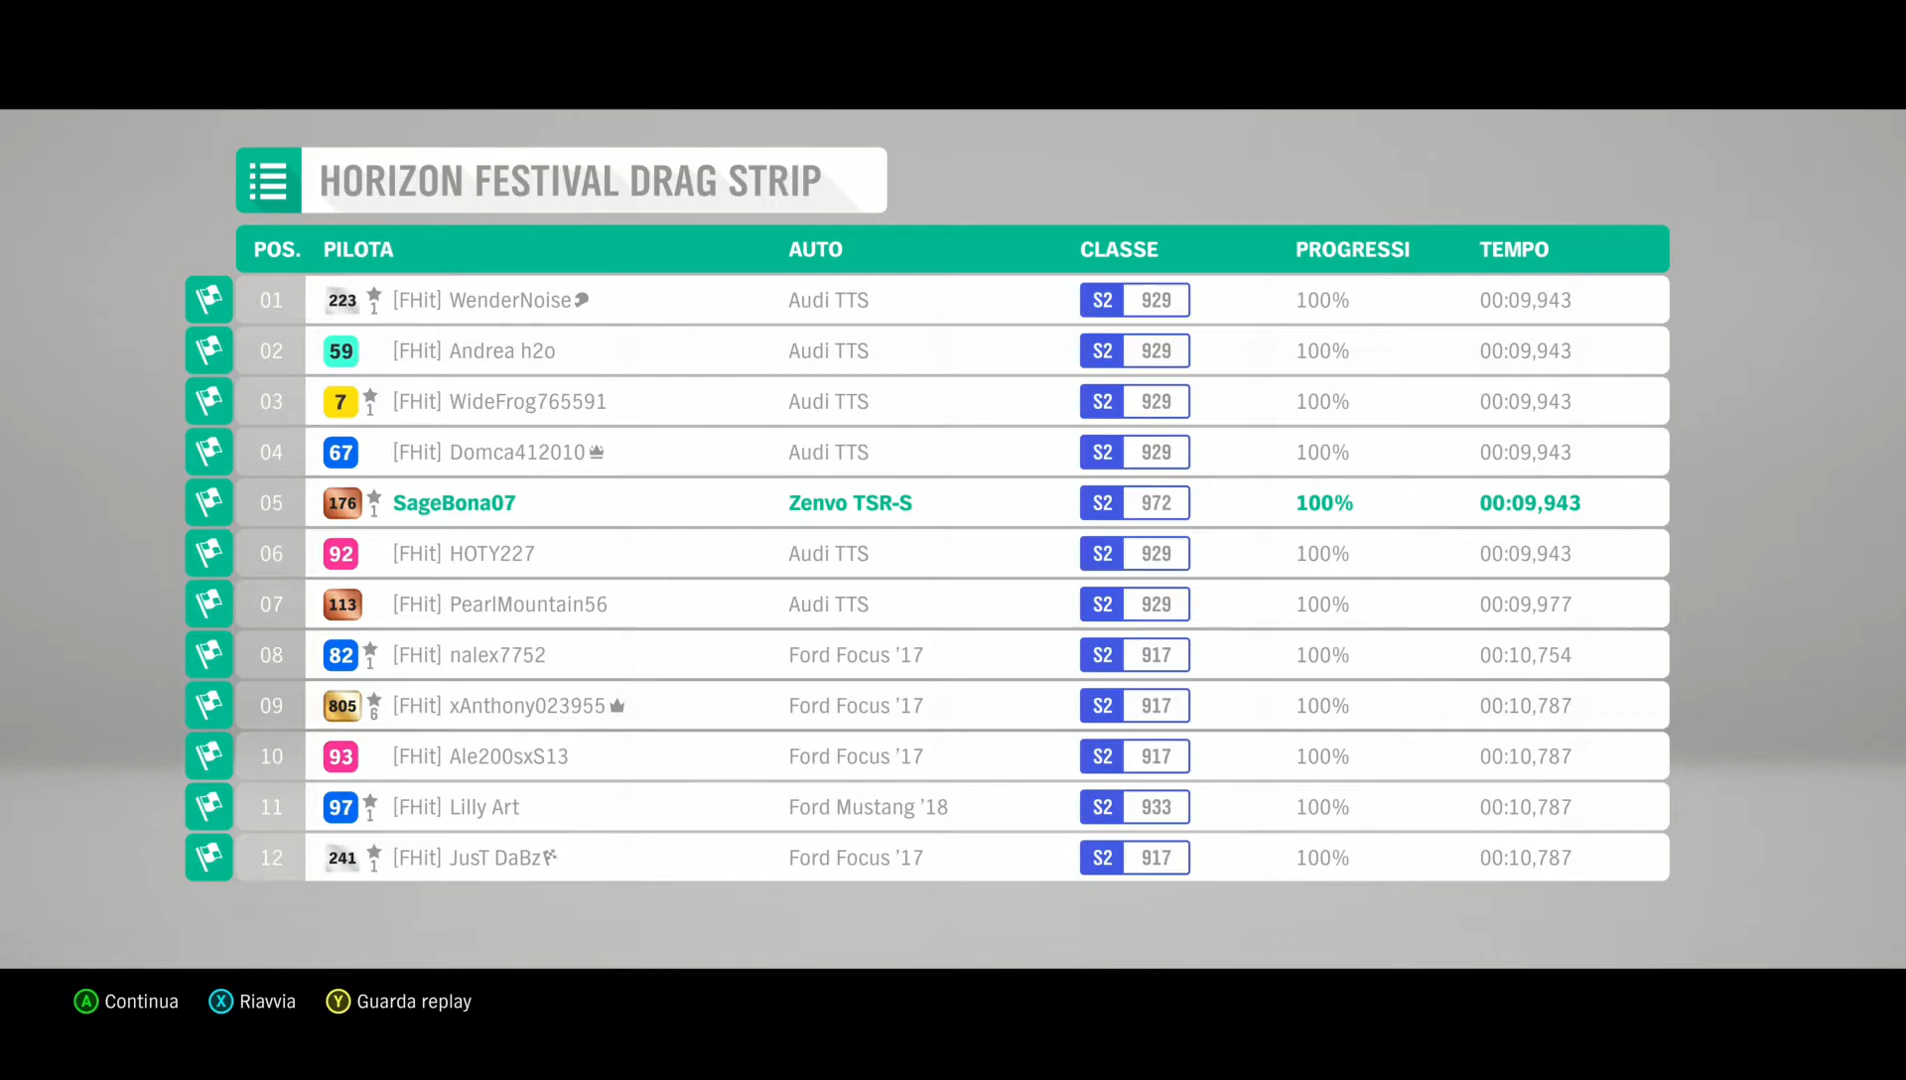 HORIZON FESTIVAL DRAG STRIP
POS. PILOTA AUTO CLASSE PROGRESSI TEMPO
01 223 1 [FHit] WenderNoise Audi TTS S2 929 100% 00:09,943
02 59 [FHit] Andrea h2o Audi TTS S2 929 100% 00:09,943
03 7 1 [FHit] WideFrog765591 Audi TTS S2 929 100% 00:09,943
04 67 [FHit] Domca412010 Audi TTS S2 929 100% 00:09,943
05 176 1 SageBona07 Zenvo TSR-S S2 972 100% 00:09,943
06 92 [FHit] HOTY227 Audi TTS S2 929 100% 00:09,943
07 113 [FHit] PearlMountain56 Audi TTS S2 929 100% 00:09,977
08 82 1 [FHit] nalex7752 Ford Focus ’17 S2 917 100% 00:10,754
09 805 6 [FHit] xAnthony023955 Ford Focus ’17 S2 917 100% 00:10,787
10 93 [FHit] Ale200sxS13 Ford Focus ’17 S2 917 100% 00:10,787
11 97 1 [FHit] Lilly Art Ford Mustang ’18 S2 933 100% 00:10,787
12 241 1 [FHit] JusT DaBz Ford Focus ’17 S2 917 100% 00:10,787
A Continua X Riavvia Y Guarda replay